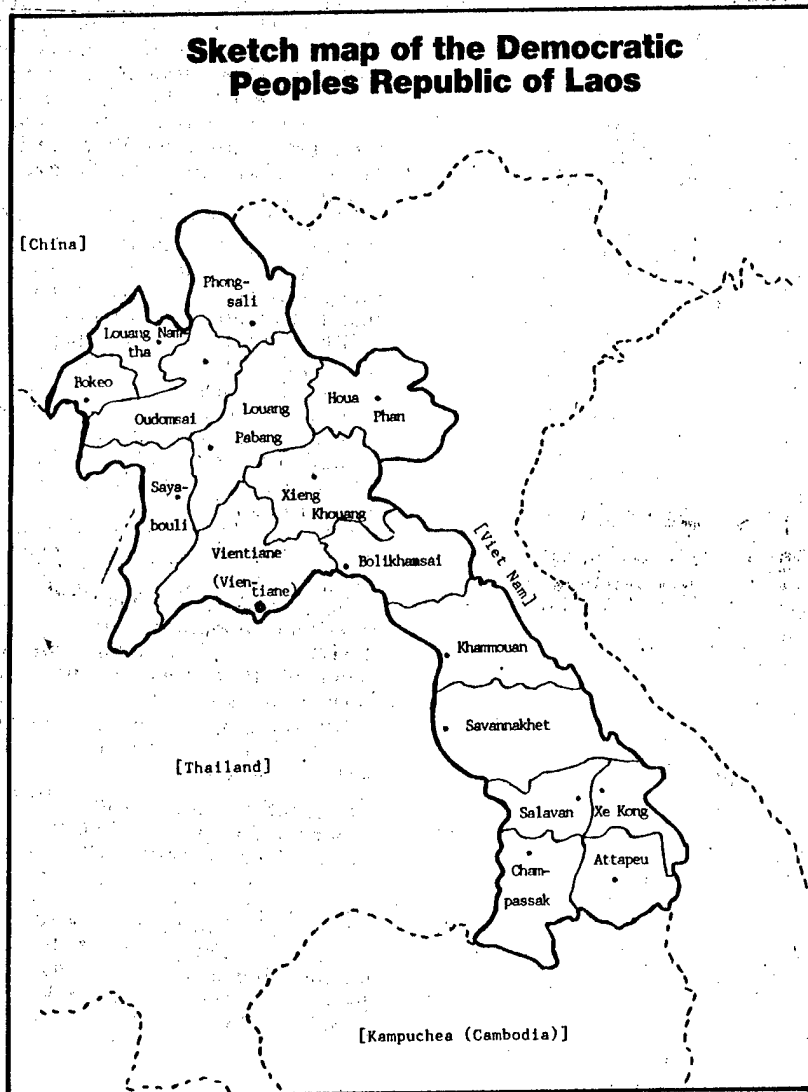 Sketch map of the Democratic
Peoples Republic of Laos
[China]
Phong-
sali
Louang Nam-
tha
Bokeo
Oudomsai
Louang
Pabang
Houa
Phan
Saya-
bouli
Xieng
Khouang
Vientiane
(Vien-
tiane)
Bolikhamsai
[Viet Nam]
Khammouan
Savannakhet
[Thailand]
Salavan
Xe Kong
Cham-
passak
Attapeu
[Kampuchea (Cambodia)]